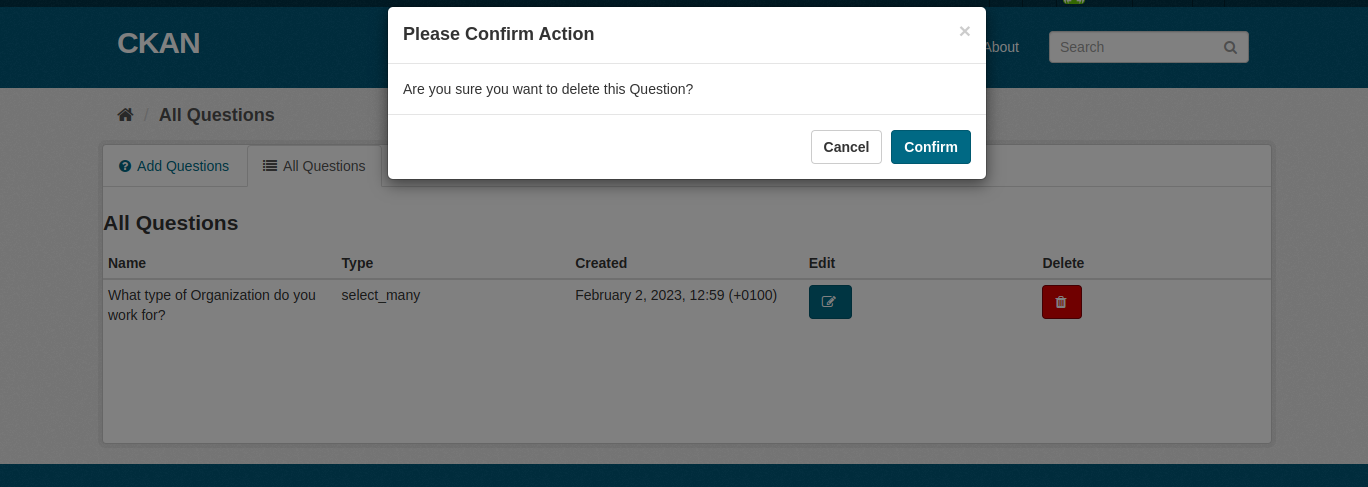 Please Confirm Action
×
Are you sure you want to delete this Question?
Cancel
Confirm
CKAN
About
Search
/ All Questions
Add Questions
All Questions
All Questions
Name
Type
Created
Edit
Delete
What type of Organization do you
work for?
select_many
February 2, 2023, 12:59 (+0100)